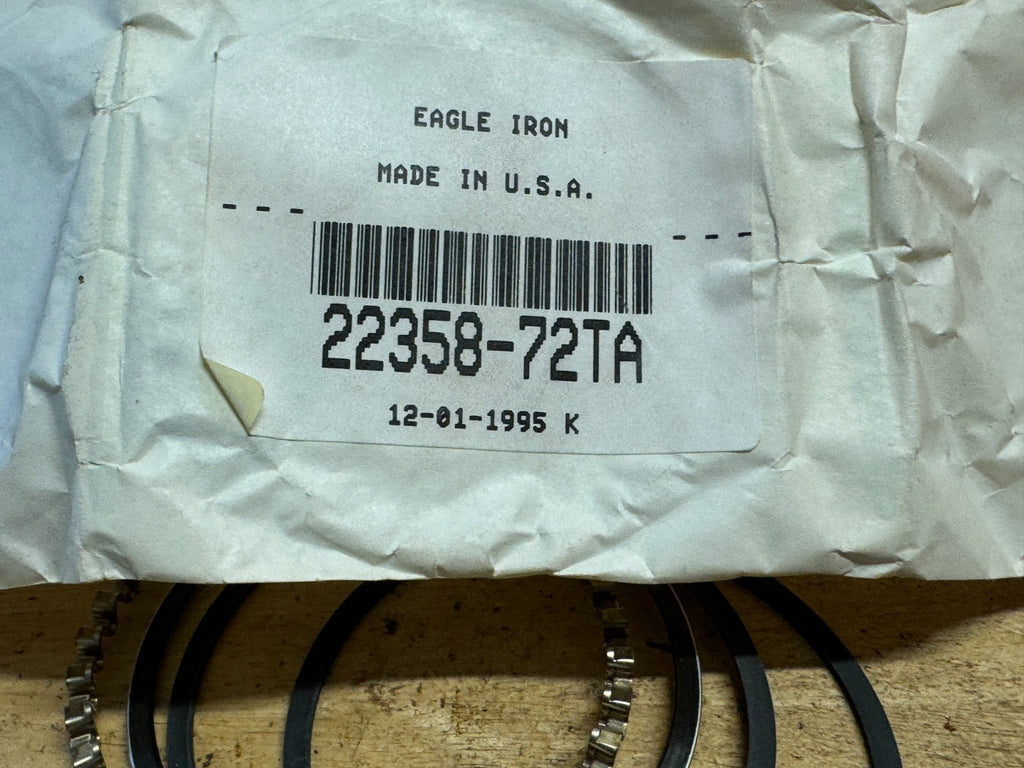 EAGLE IRON
MADE IN U.S.A.
22358-72TA
12-01-1995 K